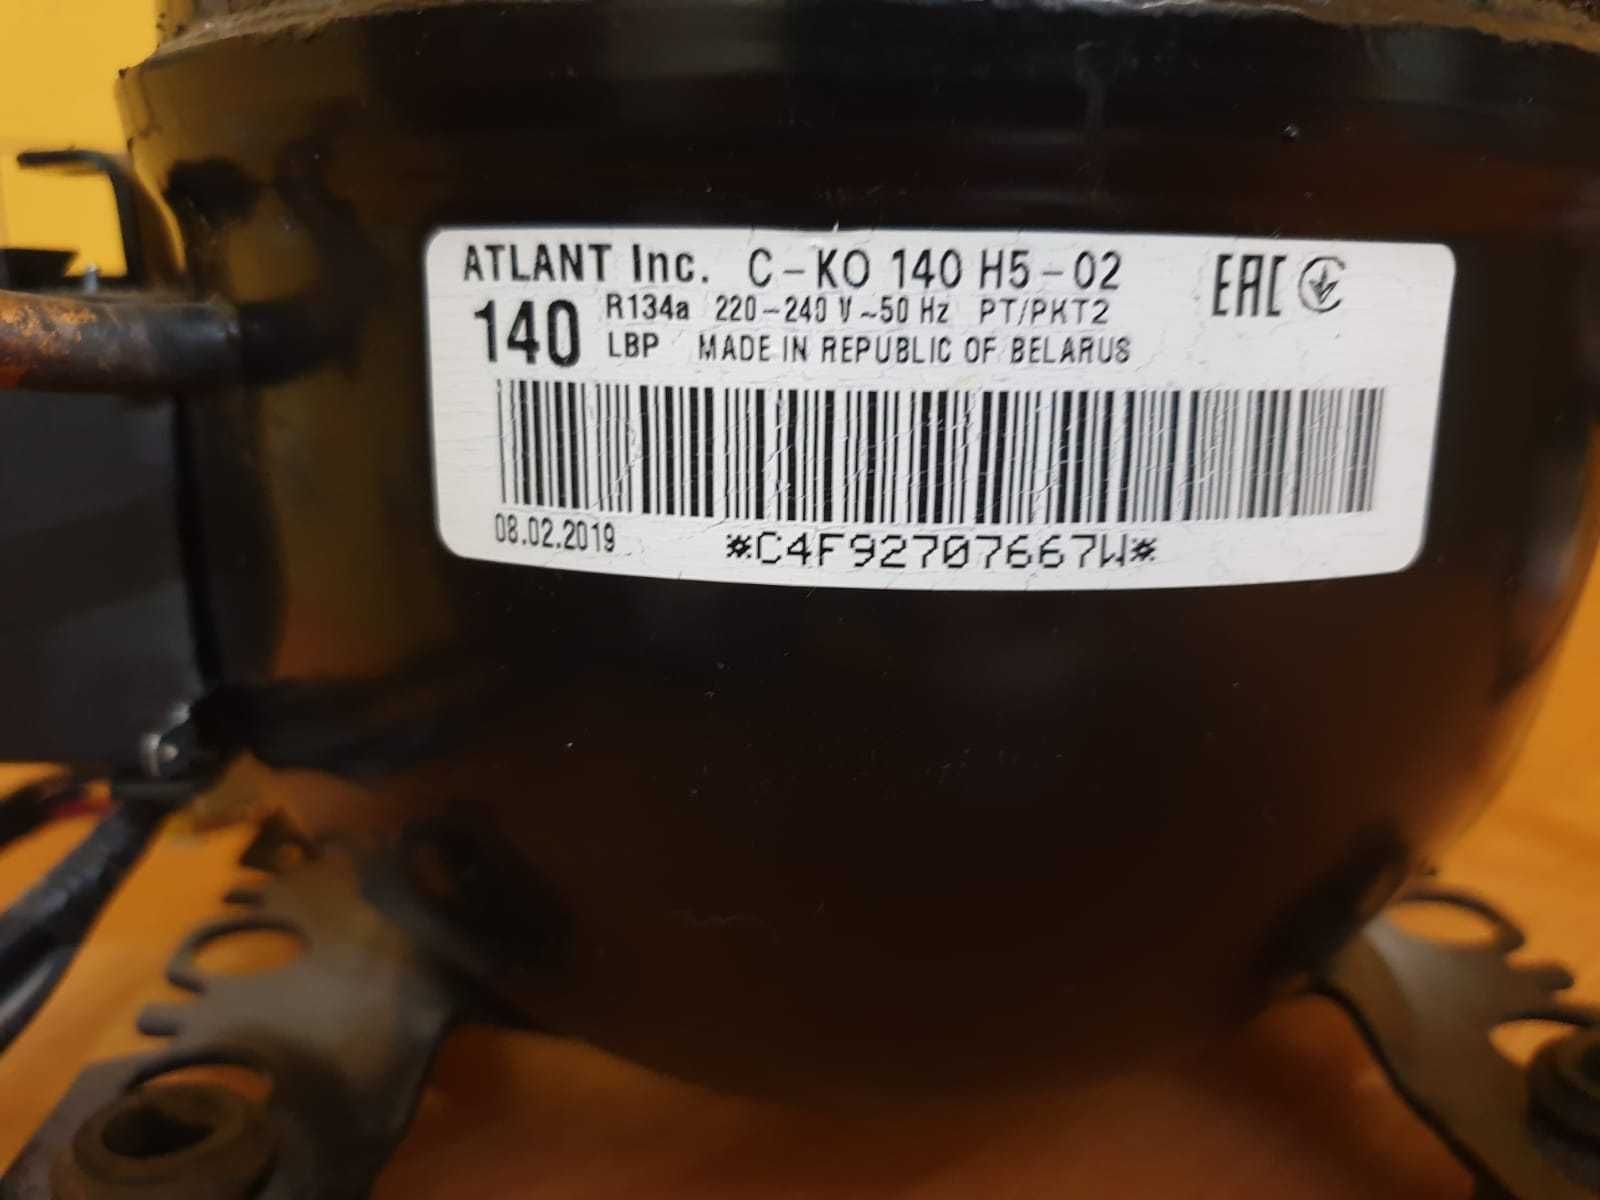 ATLANT Inc. C-KO 140 H5-02 EAC
140 R134a 220-240 V ~50 Hz PT/PKT2
LBP MADE IN REPUBLIC OF BELARUS
08.02.2019 *C4F92707667W*